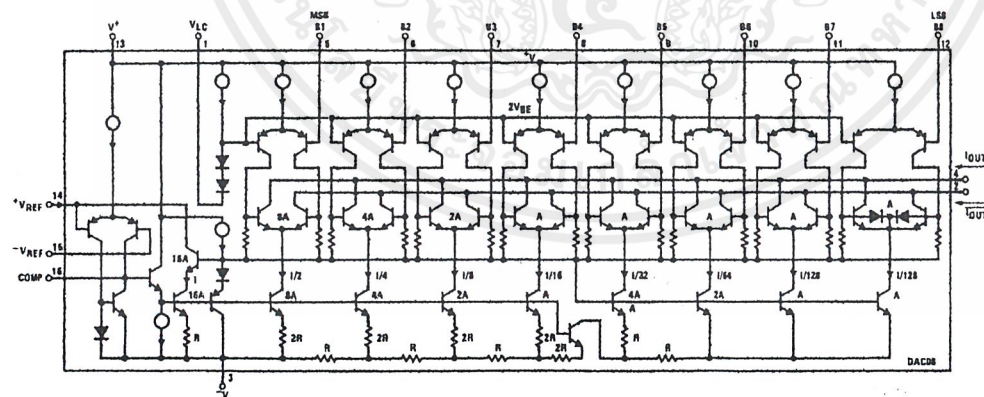 V+ VLC MSB B1 B2 B3 B4 B5 B6 B7 LSB B8
13 1 5 6 7 8 9 10 11 12
2VBE
IOUT
4
14
+VREF
8A 4A 2A A A A A A
IOUT
-VREF 15
16A
COMP 16
I I/2 I/4 I/8 I/16 I/32 I/64 I/128 I/128
16A 8A 4A 2A A 4A 2A A A
A
R 2R 2R 2R 2R 2R R
R R R R
DAC08
3
-V